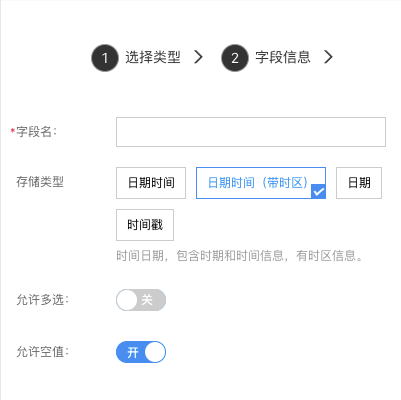 1 选择类型 > 2 字段信息 >
*字段名：
存储类型 日期时间 日期时间（带时区） 日期
时间戳
时间日期，包含时期和时间信息，有时区信息。
允许多选： 关
允许空值： 开